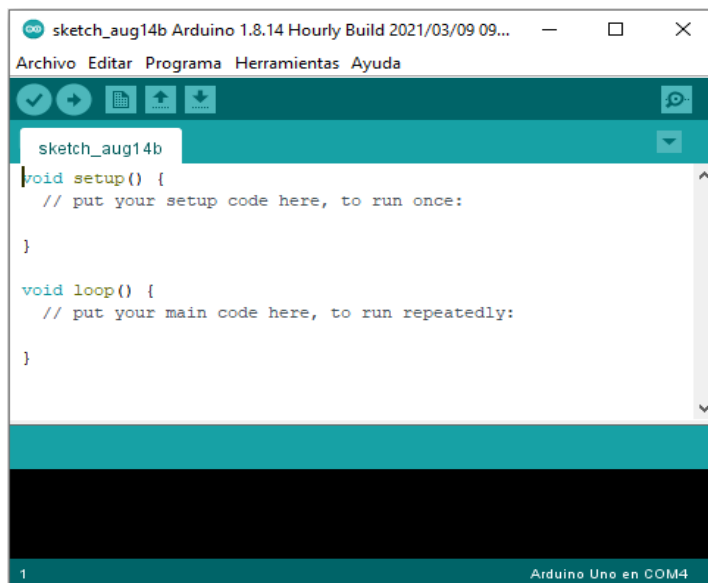 sketch_aug14b Arduino 1.8.14 Hourly Build 2021/03/09 09...
Archivo Editar Programa Herramientas Ayuda
sketch_aug14b
void setup() {
  // put your setup code here, to run once:
}
void loop() {
  // put your main code here, to run repeatedly:
}
1 Arduino Uno en COM4